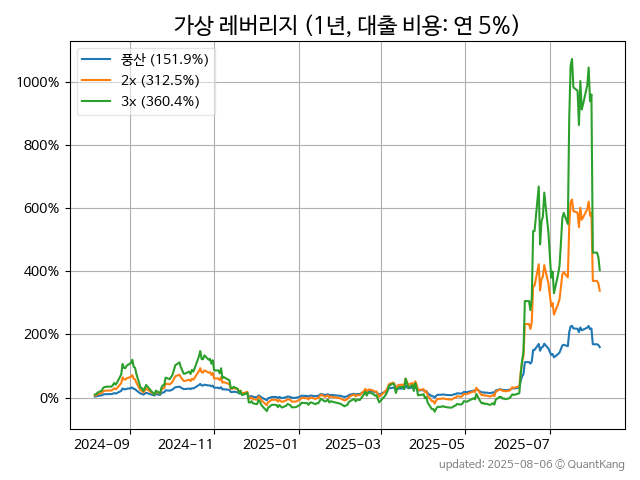 가상 레버리지 (1년, 대출 비용: 연 5%)
풍산 (151.9%)
2x (312.5%)
3x (360.4%)
1000%
800%
600%
400%
200%
0%
2024-09 2024-11 2025-01 2025-03 2025-05 2025-07
updated: 2025-08-06 © QuantKang